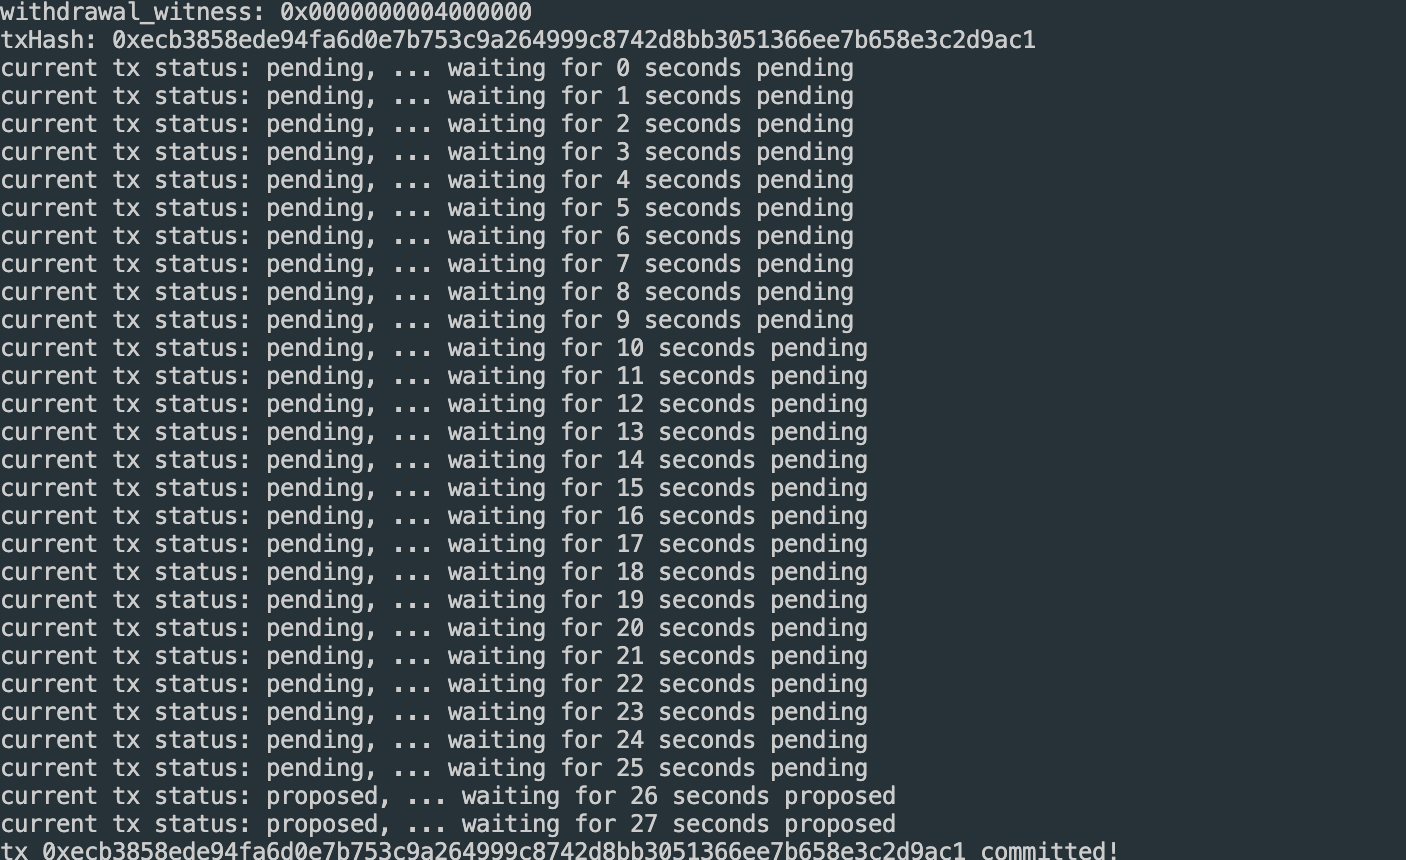 withdrawal_witness: 0x0000000004000000
txHash: 0xecb3858ede94fa6d0e7b753c9a264999c8742d8bb3051366ee7b658e3c2d9ac1
current tx status: pending, ... waiting for 0 seconds pending
current tx status: pending, ... waiting for 1 seconds pending
current tx status: pending, ... waiting for 2 seconds pending
current tx status: pending, ... waiting for 3 seconds pending
current tx status: pending, ... waiting for 4 seconds pending
current tx status: pending, ... waiting for 5 seconds pending
current tx status: pending, ... waiting for 6 seconds pending
current tx status: pending, ... waiting for 7 seconds pending
current tx status: pending, ... waiting for 8 seconds pending
current tx status: pending, ... waiting for 9 seconds pending
current tx status: pending, ... waiting for 10 seconds pending
current tx status: pending, ... waiting for 11 seconds pending
current tx status: pending, ... waiting for 12 seconds pending
current tx status: pending, ... waiting for 13 seconds pending
current tx status: pending, ... waiting for 14 seconds pending
current tx status: pending, ... waiting for 15 seconds pending
current tx status: pending, ... waiting for 16 seconds pending
current tx status: pending, ... waiting for 17 seconds pending
current tx status: pending, ... waiting for 18 seconds pending
current tx status: pending, ... waiting for 19 seconds pending
current tx status: pending, ... waiting for 20 seconds pending
current tx status: pending, ... waiting for 21 seconds pending
current tx status: pending, ... waiting for 22 seconds pending
current tx status: pending, ... waiting for 23 seconds pending
current tx status: pending, ... waiting for 24 seconds pending
current tx status: pending, ... waiting for 25 seconds pending
current tx status: proposed, ... waiting for 26 seconds proposed
current tx status: proposed, ... waiting for 27 seconds proposed
tx 0xecb3858ede94fa6d0e7b753c9a264999c8742d8bb3051366ee7b658e3c2d9ac1 committed!